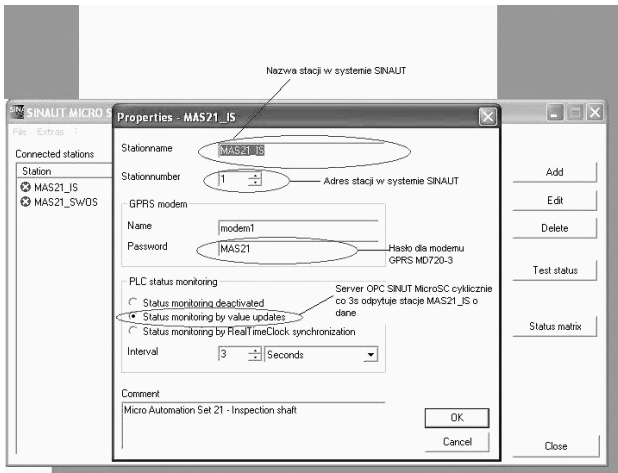 Nazwa stacji w systemie SINAUT
SINAUT MICRO S
File Extras ?
Connected stations
Station
MAS21_IS
MAS21_SWOS
Properties - MAS21_IS
Stationname
MAS21_IS
Stationnumber
1
Adres stacji w systemie SINAUT
GPRS modem
Name
modem1
Password
MAS21
Hasło dla modemu
GPRS MD720-3
PLC status monitoring
Status monitoring deactivated
Status monitoring by value updates
Status monitoring by RealTimeClock synchronization
Server OPC SINUT MicroSC cyklicznie
co 3s odpytuje stacje MAS21_IS o
dane
Interval
3
Seconds
Comment
Micro Automation Set 21 - Inspection shaft
OK
Cancel
Add
Edit
Delete
Test status
Status matrix
Close